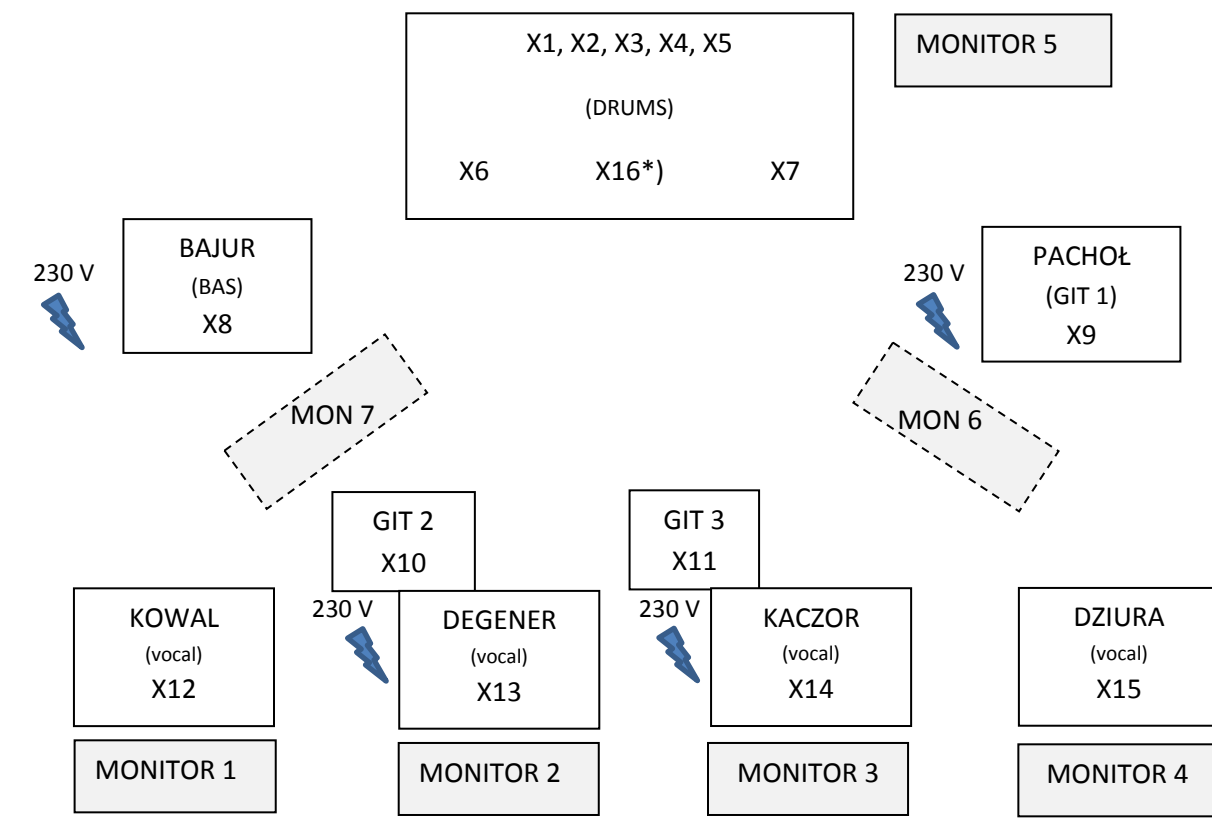 X1, X2, X3, X4, X5
(DRUMS)
X6 X16*) X7
MONITOR 5
230 V
BAJUR
(BAS)
X8
230 V
PACHOŁ
(GIT 1)
X9
MON 7
MON 6
GIT 2
X10
GIT 3
X11
KOWAL
(vocal)
X12
230 V
DEGENER
(vocal)
X13
230 V
KACZOR
(vocal)
X14
DZIURA
(vocal)
X15
MONITOR 1
MONITOR 2
MONITOR 3
MONITOR 4